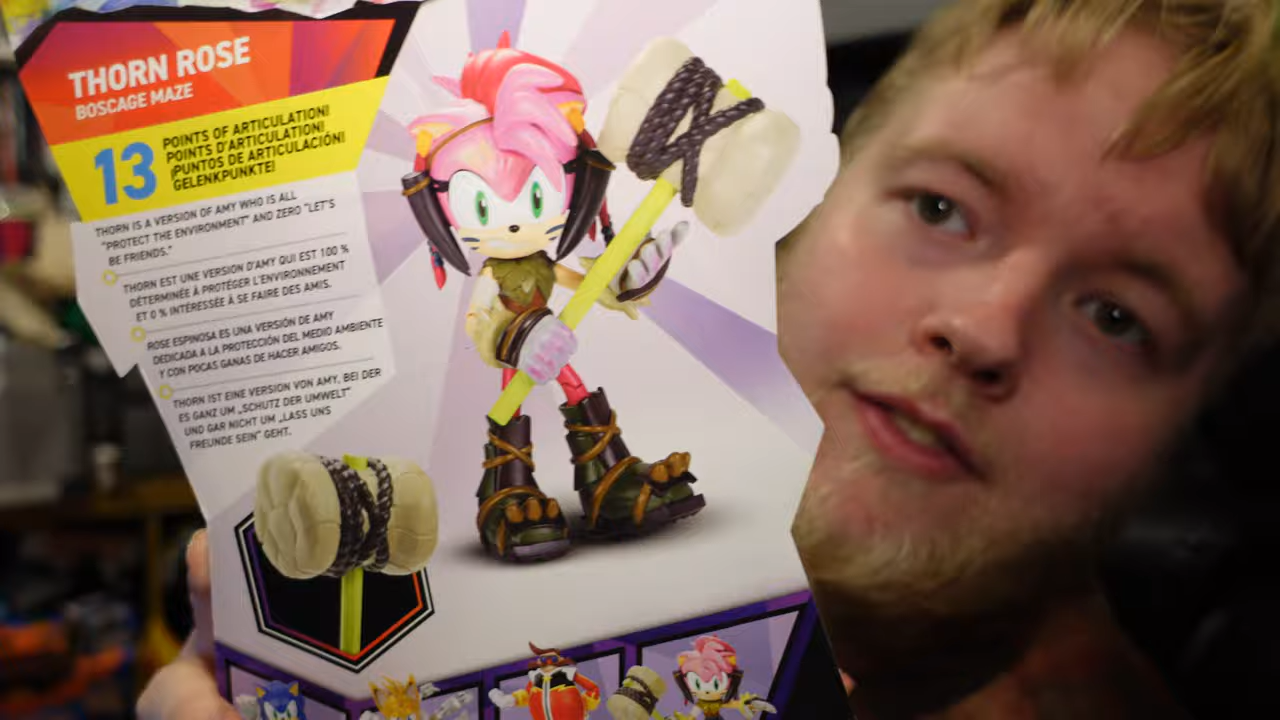 THORN ROSE
BOSCAGE MAZE
13
POINTS OF ARTICULATION!
POINTS D'ARTICULATION!
¡PUNTOS DE ARTICULACIÓN!
GELENKPUNKTE!
THORN IS A VERSION OF AMY WHO IS ALL
"PROTECT THE ENVIRONMENT" AND ZERO "LET'S
BE FRIENDS."
THORN EST UNE VERSION D'AMY QUI EST 100 %
DÉTERMINÉE À PROTÉGER L'ENVIRONNEMENT
ET 0 % INTÉRESSÉE À SE FAIRE DES AMIS.
ROSE ESPINOSA ES UNA VERSIÓN DE AMY
DEDICADA A LA PROTECCIÓN DEL MEDIO AMBIENTE
Y CON POCAS GANAS DE HACER AMIGOS.
THORN IST EINE VERSION VON AMY, BEI DER
ES GANZ UM „SCHUTZ DER UMWELT"
UND GAR NICHT UM „LASS UNS
FREUNDE SEIN" GEHT.